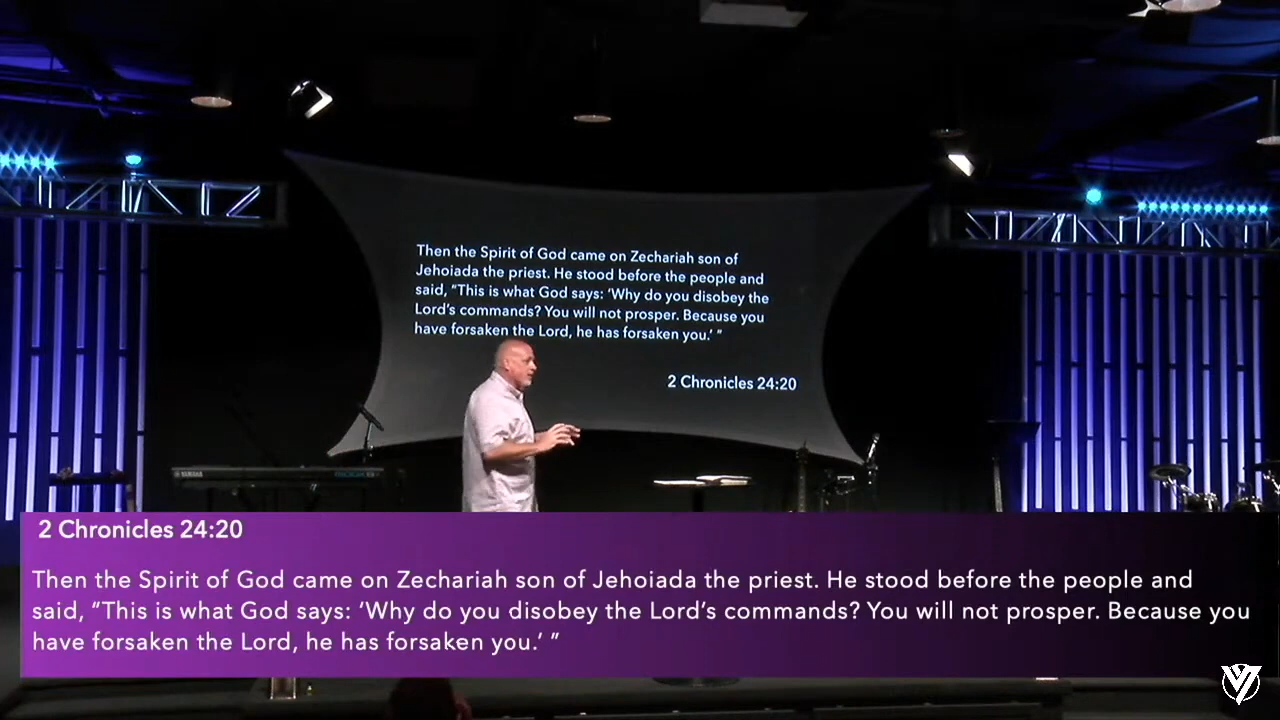 Then the Spirit of God came on Zechariah son of
Jehoiada the priest. He stood before the people and
said, “This is what God says: ‘Why do you disobey the
Lord’s commands? You will not prosper. Because you
have forsaken the Lord, he has forsaken you.’ ”
2 Chronicles 24:20
YAMAHA
2 Chronicles 24:20
Then the Spirit of God came on Zechariah son of Jehoiada the priest. He stood before the people and
said, “This is what God says: ‘Why do you disobey the Lord’s commands? You will not prosper. Because you
have forsaken the Lord, he has forsaken you.’ ”